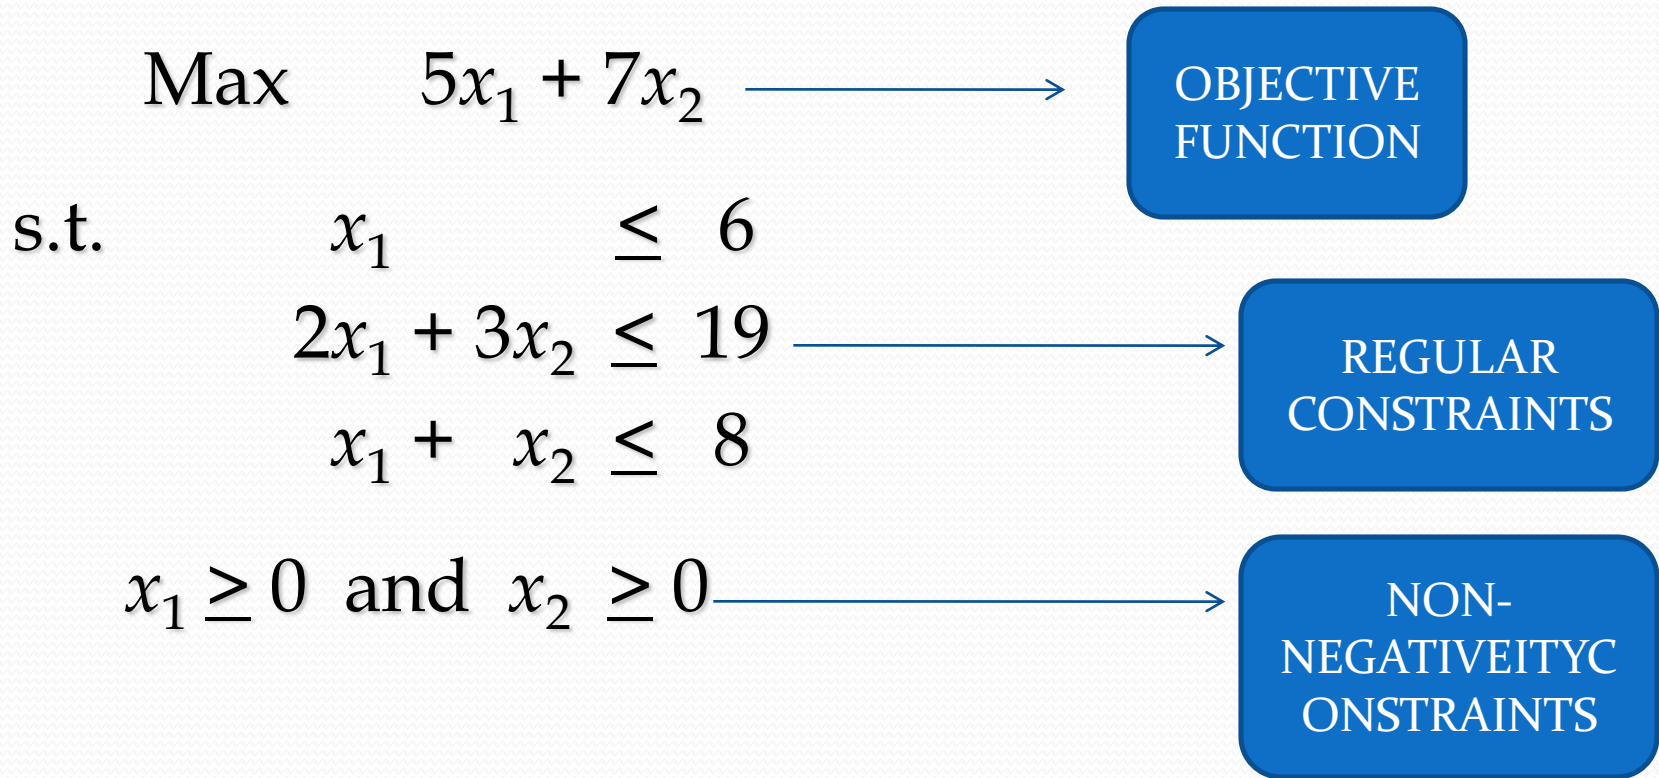 Max 5x₁ + 7x₂
OBJECTIVE
FUNCTION
s.t. x₁ ≤ 6
2x₁ + 3x₂ ≤ 19
x₁ + x₂ ≤ 8
REGULAR
CONSTRAINTS
x₁ ≥ 0 and x₂ ≥ 0
NON-
NEGATIVEITYC
ONSTRAINTS